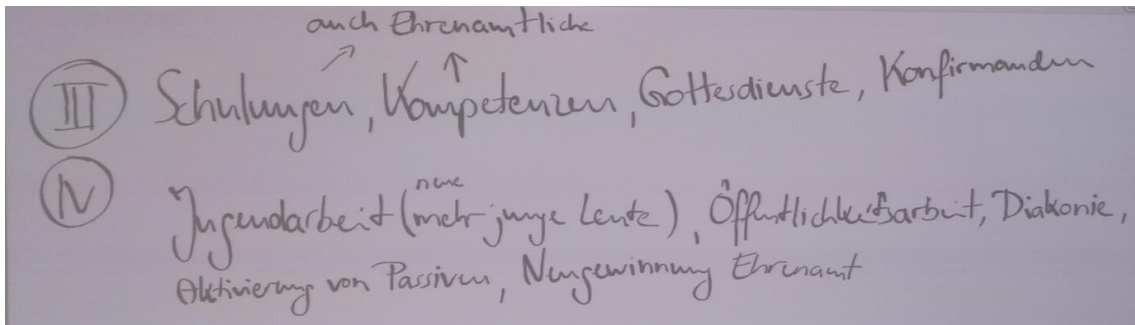 auch Ehrenamtliche
III Schulungen, Kompetenzen, Gottesdienste, Konfirmanden
neue
IV Jugendarbeit (mehr junge Leute), Öffentlichkeitsarbeit, Diakonie,
Aktivierung von Passiven, Neugewinnung Ehrenamt